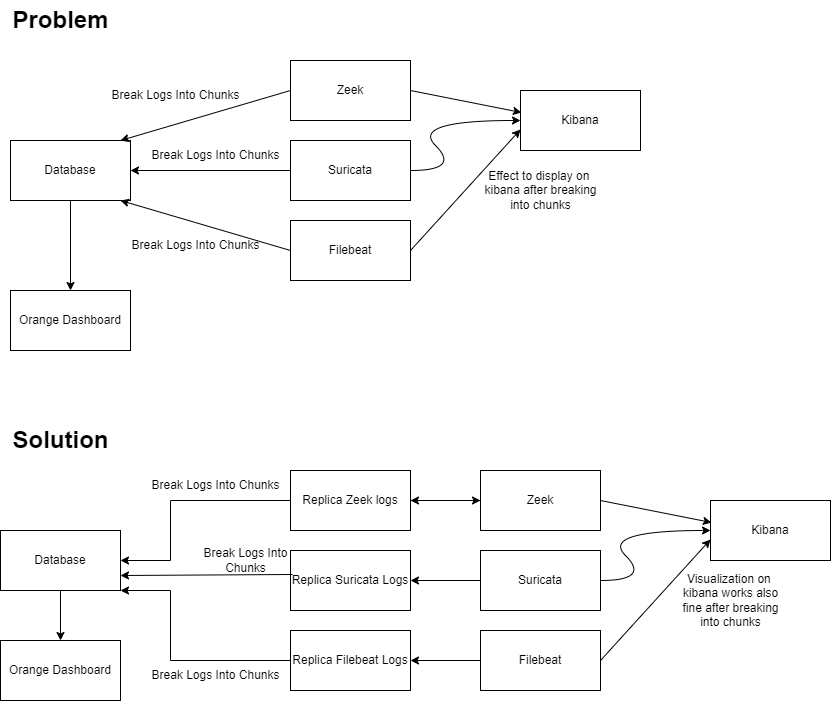 Problem
Zeek
Break Logs Into Chunks
Kibana
Break Logs Into Chunks
Database
Suricata
Effect to display on
kibana after breaking
into chunks
Break Logs Into Chunks
Filebeat
Orange Dashboard
Solution
Break Logs Into Chunks
Replica Zeek logs
Zeek
Kibana
Database
Break Logs Into
Chunks
Replica Suricata Logs
Suricata
Visualization on
kibana works also
fine after breaking
into chunks
Orange Dashboard
Break Logs Into Chunks
Replica Filebeat Logs
Filebeat